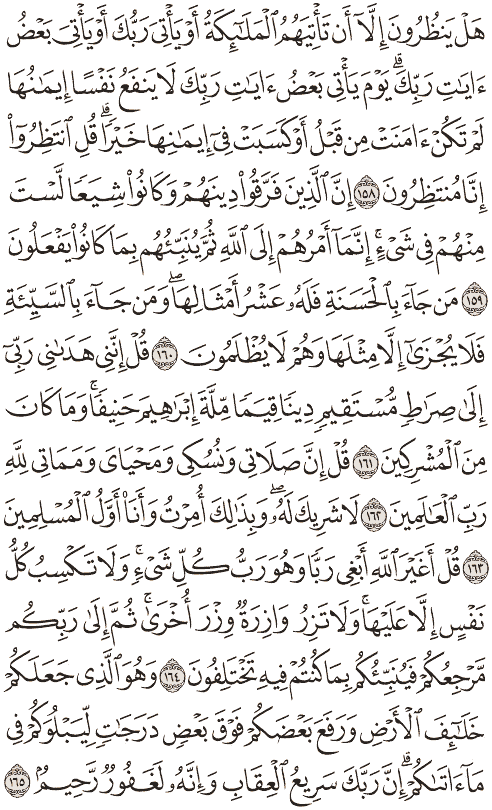 هَلْ يَنظُرُونَ إِلَّآ أَن تَأْتِيَهُمُ ٱلْمَلَـٰٓئِكَةُ أَوْ يَأْتِىَ رَبُّكَ أَوْ يَأْتِىَ بَعْضُ
ءَايَـٰتِ رَبِّكَ ۗ يَوْمَ يَأْتِى بَعْضُ ءَايَـٰتِ رَبِّكَ لَا يَنفَعُ نَفْسًا إِيمَـٰنُهَا
لَمْ تَكُنْ ءَامَنَتْ مِن قَبْلُ أَوْ كَسَبَتْ فِىٓ إِيمَـٰنِهَا خَيْرًا ۗ قُلِ ٱنتَظِرُوٓا۟
إِنَّا مُنتَظِرُونَ ١٥٨ إِنَّ ٱلَّذِينَ فَرَّقُوا۟ دِينَهُمْ وَكَانُوا۟ شِيَعًا لَّسْتَ
مِنْهُمْ فِى شَىْءٍ ۚ إِنَّمَآ أَمْرُهُمْ إِلَى ٱللَّهِ ثُمَّ يُنَبِّئُهُم بِمَا كَانُوا۟ يَفْعَلُونَ
١٥٩ مَن جَآءَ بِٱلْحَسَنَةِ فَلَهُۥ عَشْرُ أَمْثَالِهَا ۖ وَمَن جَآءَ بِٱلسَّيِّئَةِ
فَلَا يُجْزَىٰٓ إِلَّا مِثْلَهَا وَهُمْ لَا يُظْلَمُونَ ١٦٠ قُلْ إِنَّنِى هَدَىٰنِى رَبِّىٓ
إِلَىٰ صِرَٰطٍ مُّسْتَقِيمٍ دِينًا قِيَمًا مِّلَّةَ إِبْرَٰهِيمَ حَنِيفًا ۚ وَمَا كَانَ
مِنَ ٱلْمُشْرِكِينَ ١٦١ قُلْ إِنَّ صَلَاتِى وَنُسُكِى وَمَحْيَاىَ وَمَمَاتِى لِلَّهِ
رَبِّ ٱلْعَـٰلَمِينَ ١٦٢ لَا شَرِيكَ لَهُۥ ۖ وَبِذَٰلِكَ أُمِرْتُ وَأَنَا۠ أَوَّلُ ٱلْمُسْلِمِينَ
١٦٣ قُلْ أَغَيْرَ ٱللَّهِ أَبْغِى رَبًّا وَهُوَ رَبُّ كُلِّ شَىْءٍ ۚ وَلَا تَكْسِبُ كُلُّ
نَفْسٍ إِلَّا عَلَيْهَا ۚ وَلَا تَزِرُ وَازِرَةٌ وِزْرَ أُخْرَىٰ ۚ ثُمَّ إِلَىٰ رَبِّكُم
مَّرْجِعُكُمْ فَيُنَبِّئُكُم بِمَا كُنتُمْ فِيهِ تَخْتَلِفُونَ ١٦٤ وَهُوَ ٱلَّذِى جَعَلَكُمْ
خَلَـٰٓئِفَ ٱلْأَرْضِ وَرَفَعَ بَعْضَكُمْ فَوْقَ بَعْضٍ دَرَجَـٰتٍ لِّيَبْلُوَكُمْ فِى
مَآ ءَاتَىٰكُمْ ۗ إِنَّ رَبَّكَ سَرِيعُ ٱلْعِقَابِ وَإِنَّهُۥ لَغَفُورٌ رَّحِيمٌۢ ١٦٥